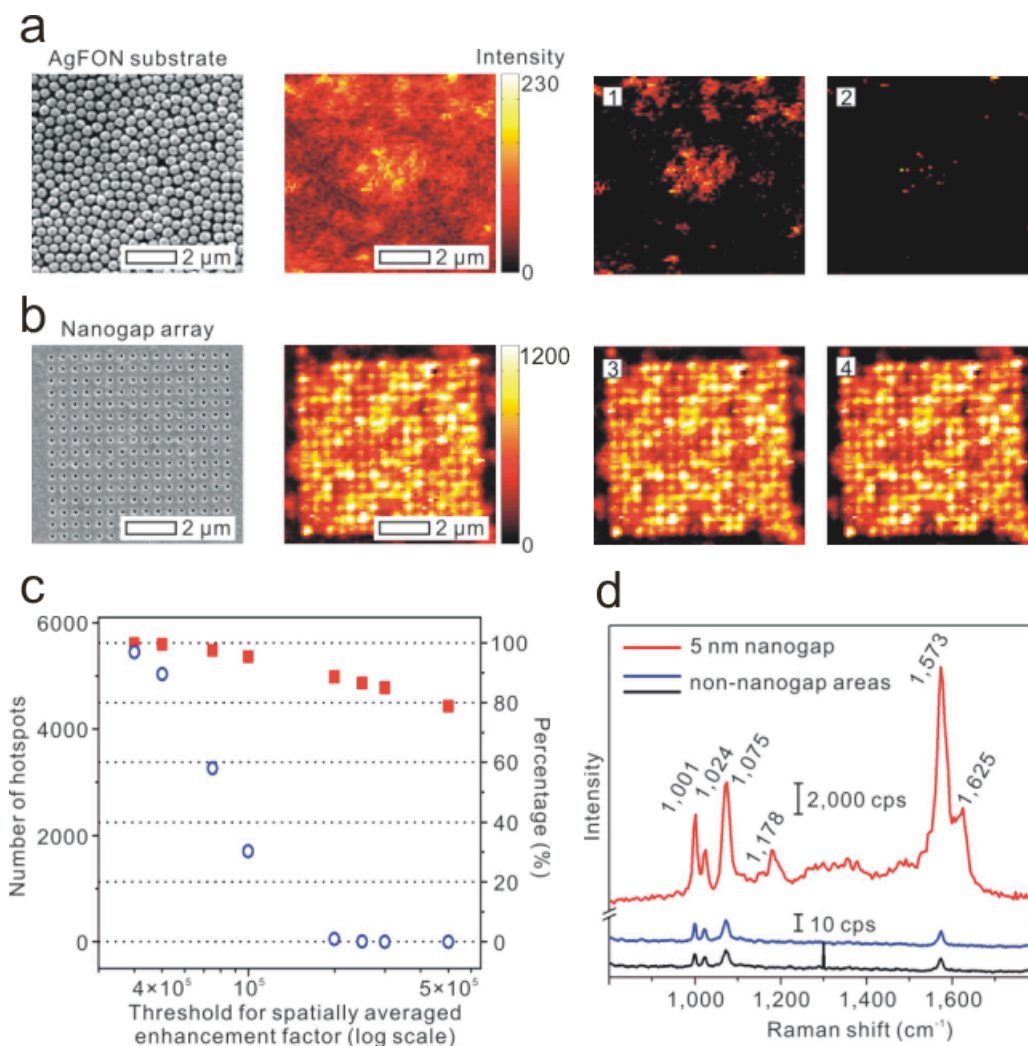 a
AgFON substrate
Intensity
230
0
2 µm
2 µm
1
2
b
Nanogap array
1200
0
2 µm
2 µm
3
4
c
6000
4000
2000
0
Number of hotspots
100
80
60
40
20
0
Percentage (%)
4×10⁵
10⁵
5×10⁵
Threshold for spatially averaged
enhancement factor (log scale)
d
5 nm nanogap
non-nanogap areas
1,001
1,024
1,075
1,178
1,573
1,625
2,000 cps
10 cps
Intensity
1,000
1,200
1,400
1,600
Raman shift (cm⁻¹)